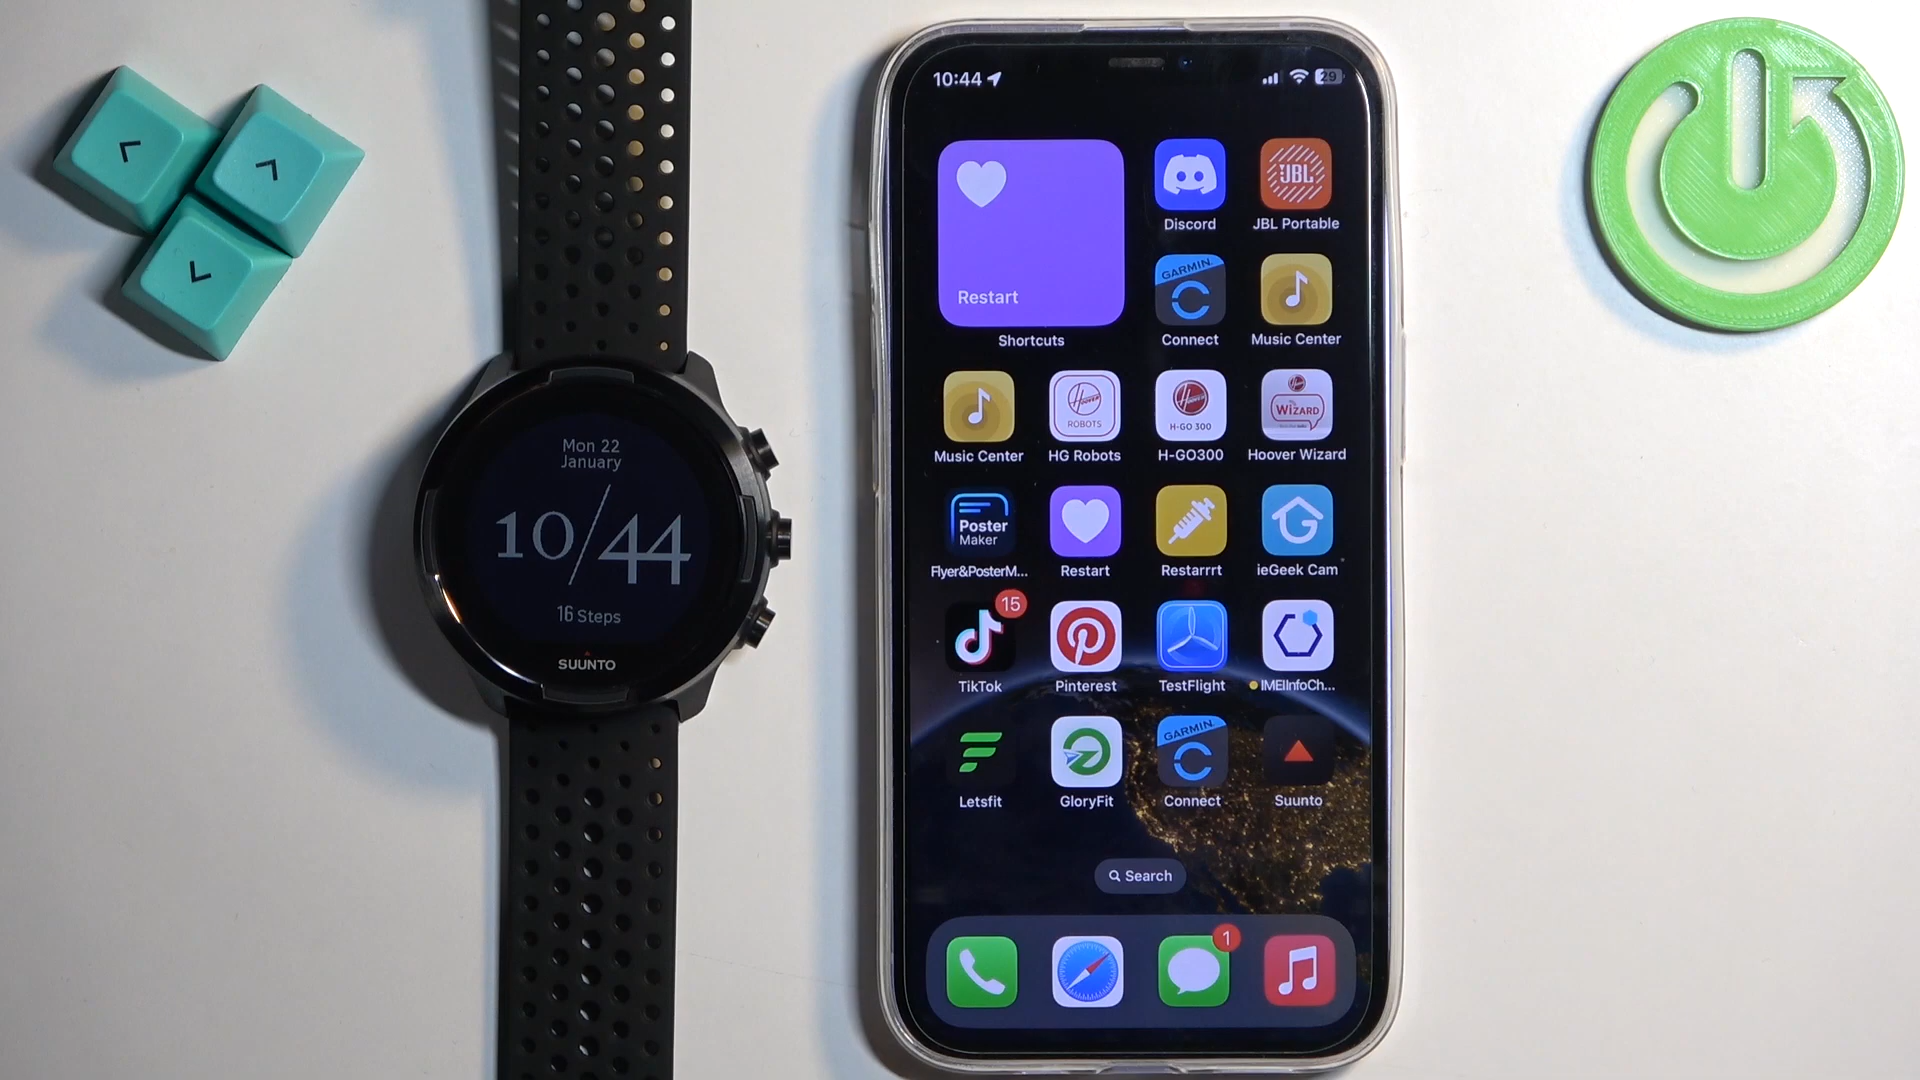 Mon 22
January
10/44
16 Steps
SUUNTO
10:44
29
Restart
Shortcuts
Discord
JBL
JBL Portable
GARMIN
Connect
Music Center
Music Center
HOOVER
ROBOTS
HG Robots
H-GO 300
H-GO300
WIZARD
Hoover Wizard
Poster
Maker
Flyer&PosterM...
Restart
Restarrrt
ieGeek Cam
15
TikTok
Pinterest
TestFlight
IMEIInfoCh...
Letsfit
GloryFit
GARMIN
Connect
Suunto
Search
1